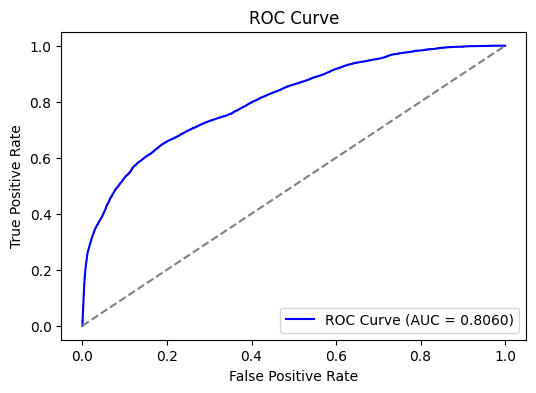 ROC Curve
True Positive Rate
1.0
0.8
0.6
0.4
0.2
0.0
ROC Curve (AUC = 0.8060)
0.0 0.2 0.4 0.6 0.8 1.0
False Positive Rate